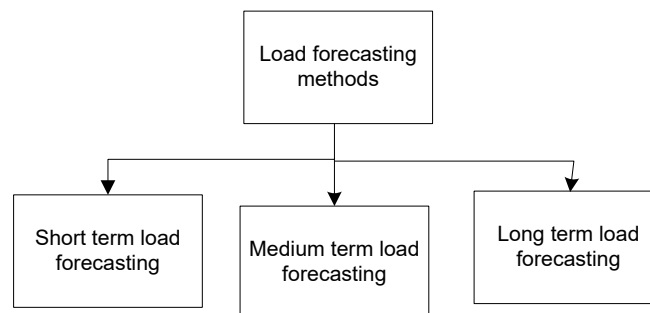 Load forecasting
methods
Short term load
forecasting
Medium term load
forecasting
Long term load
forecasting